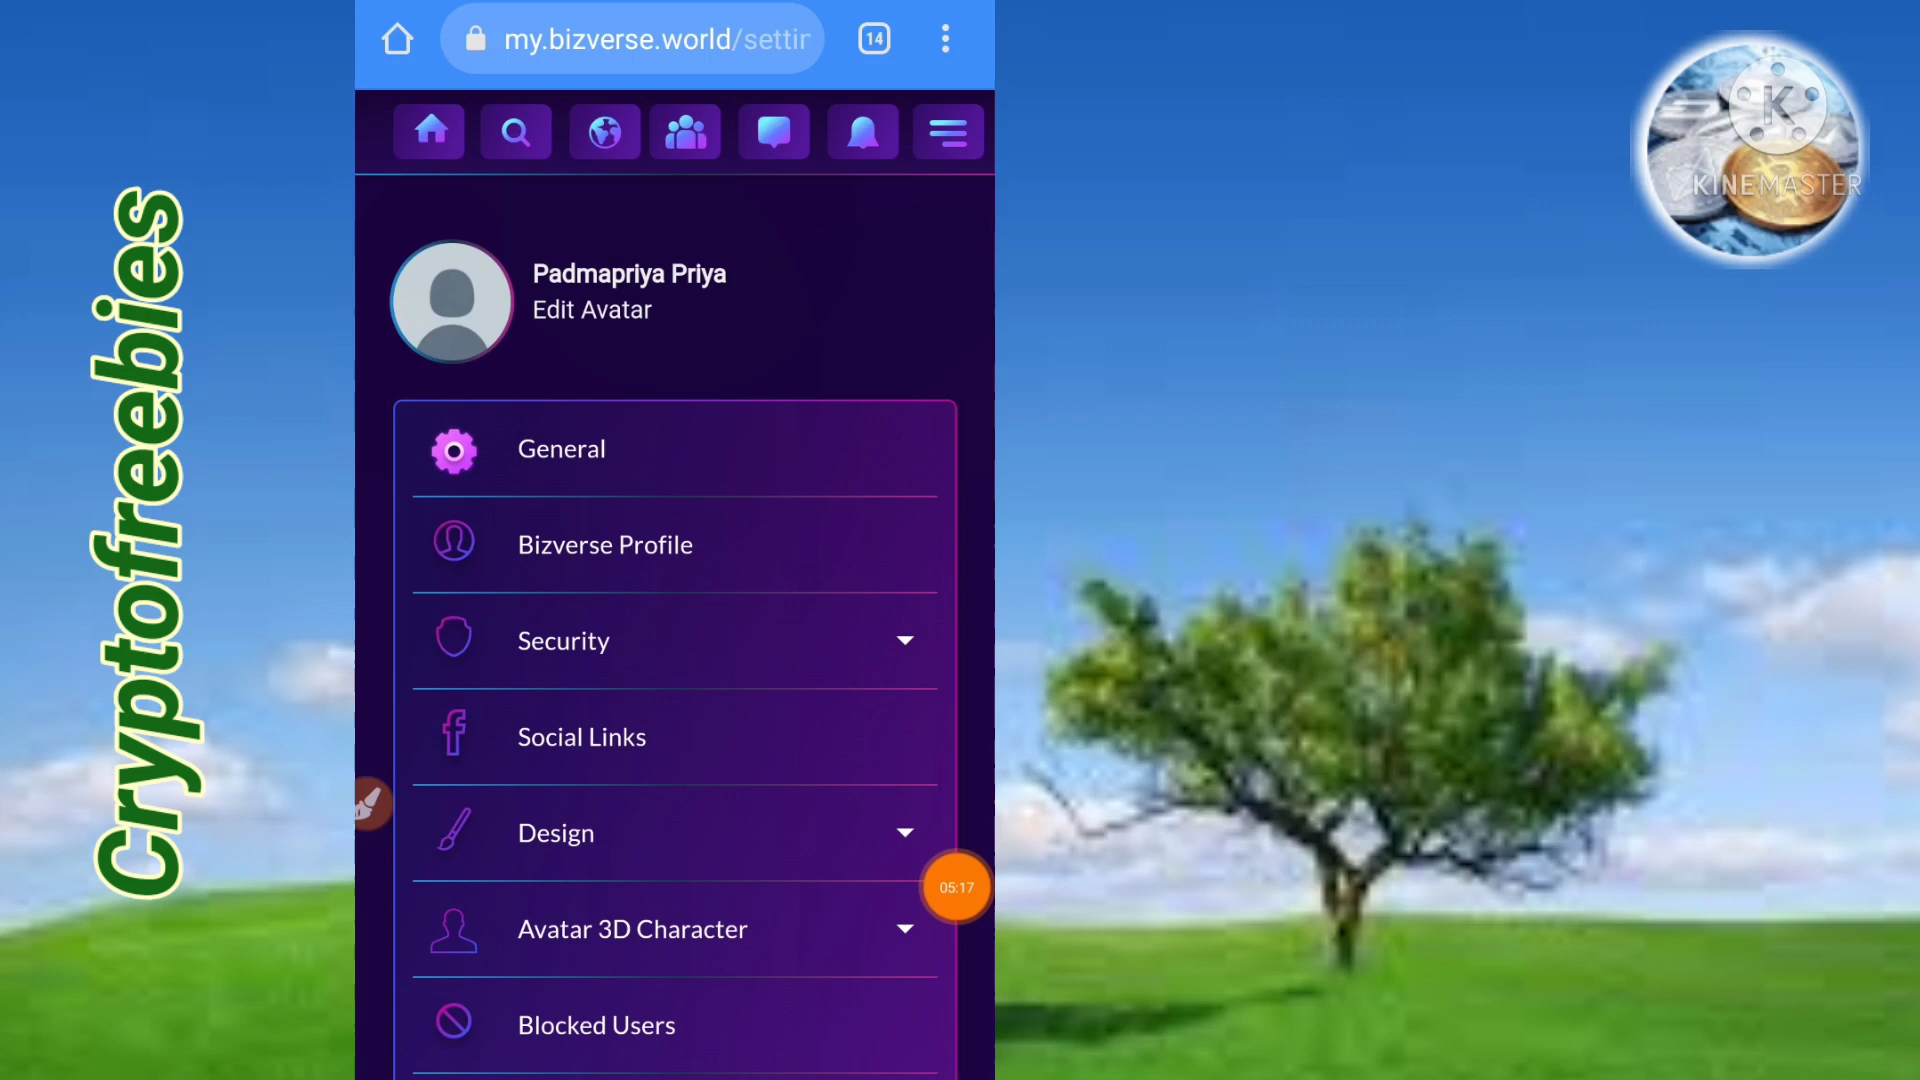 Cryptofreebies
my.bizverse.world/settir
14
Padmapriya Priya
Edit Avatar
General
Bizverse Profile
Security
Social Links
Design
05:17
Avatar 3D Character
Blocked Users
K
KINEMASTER